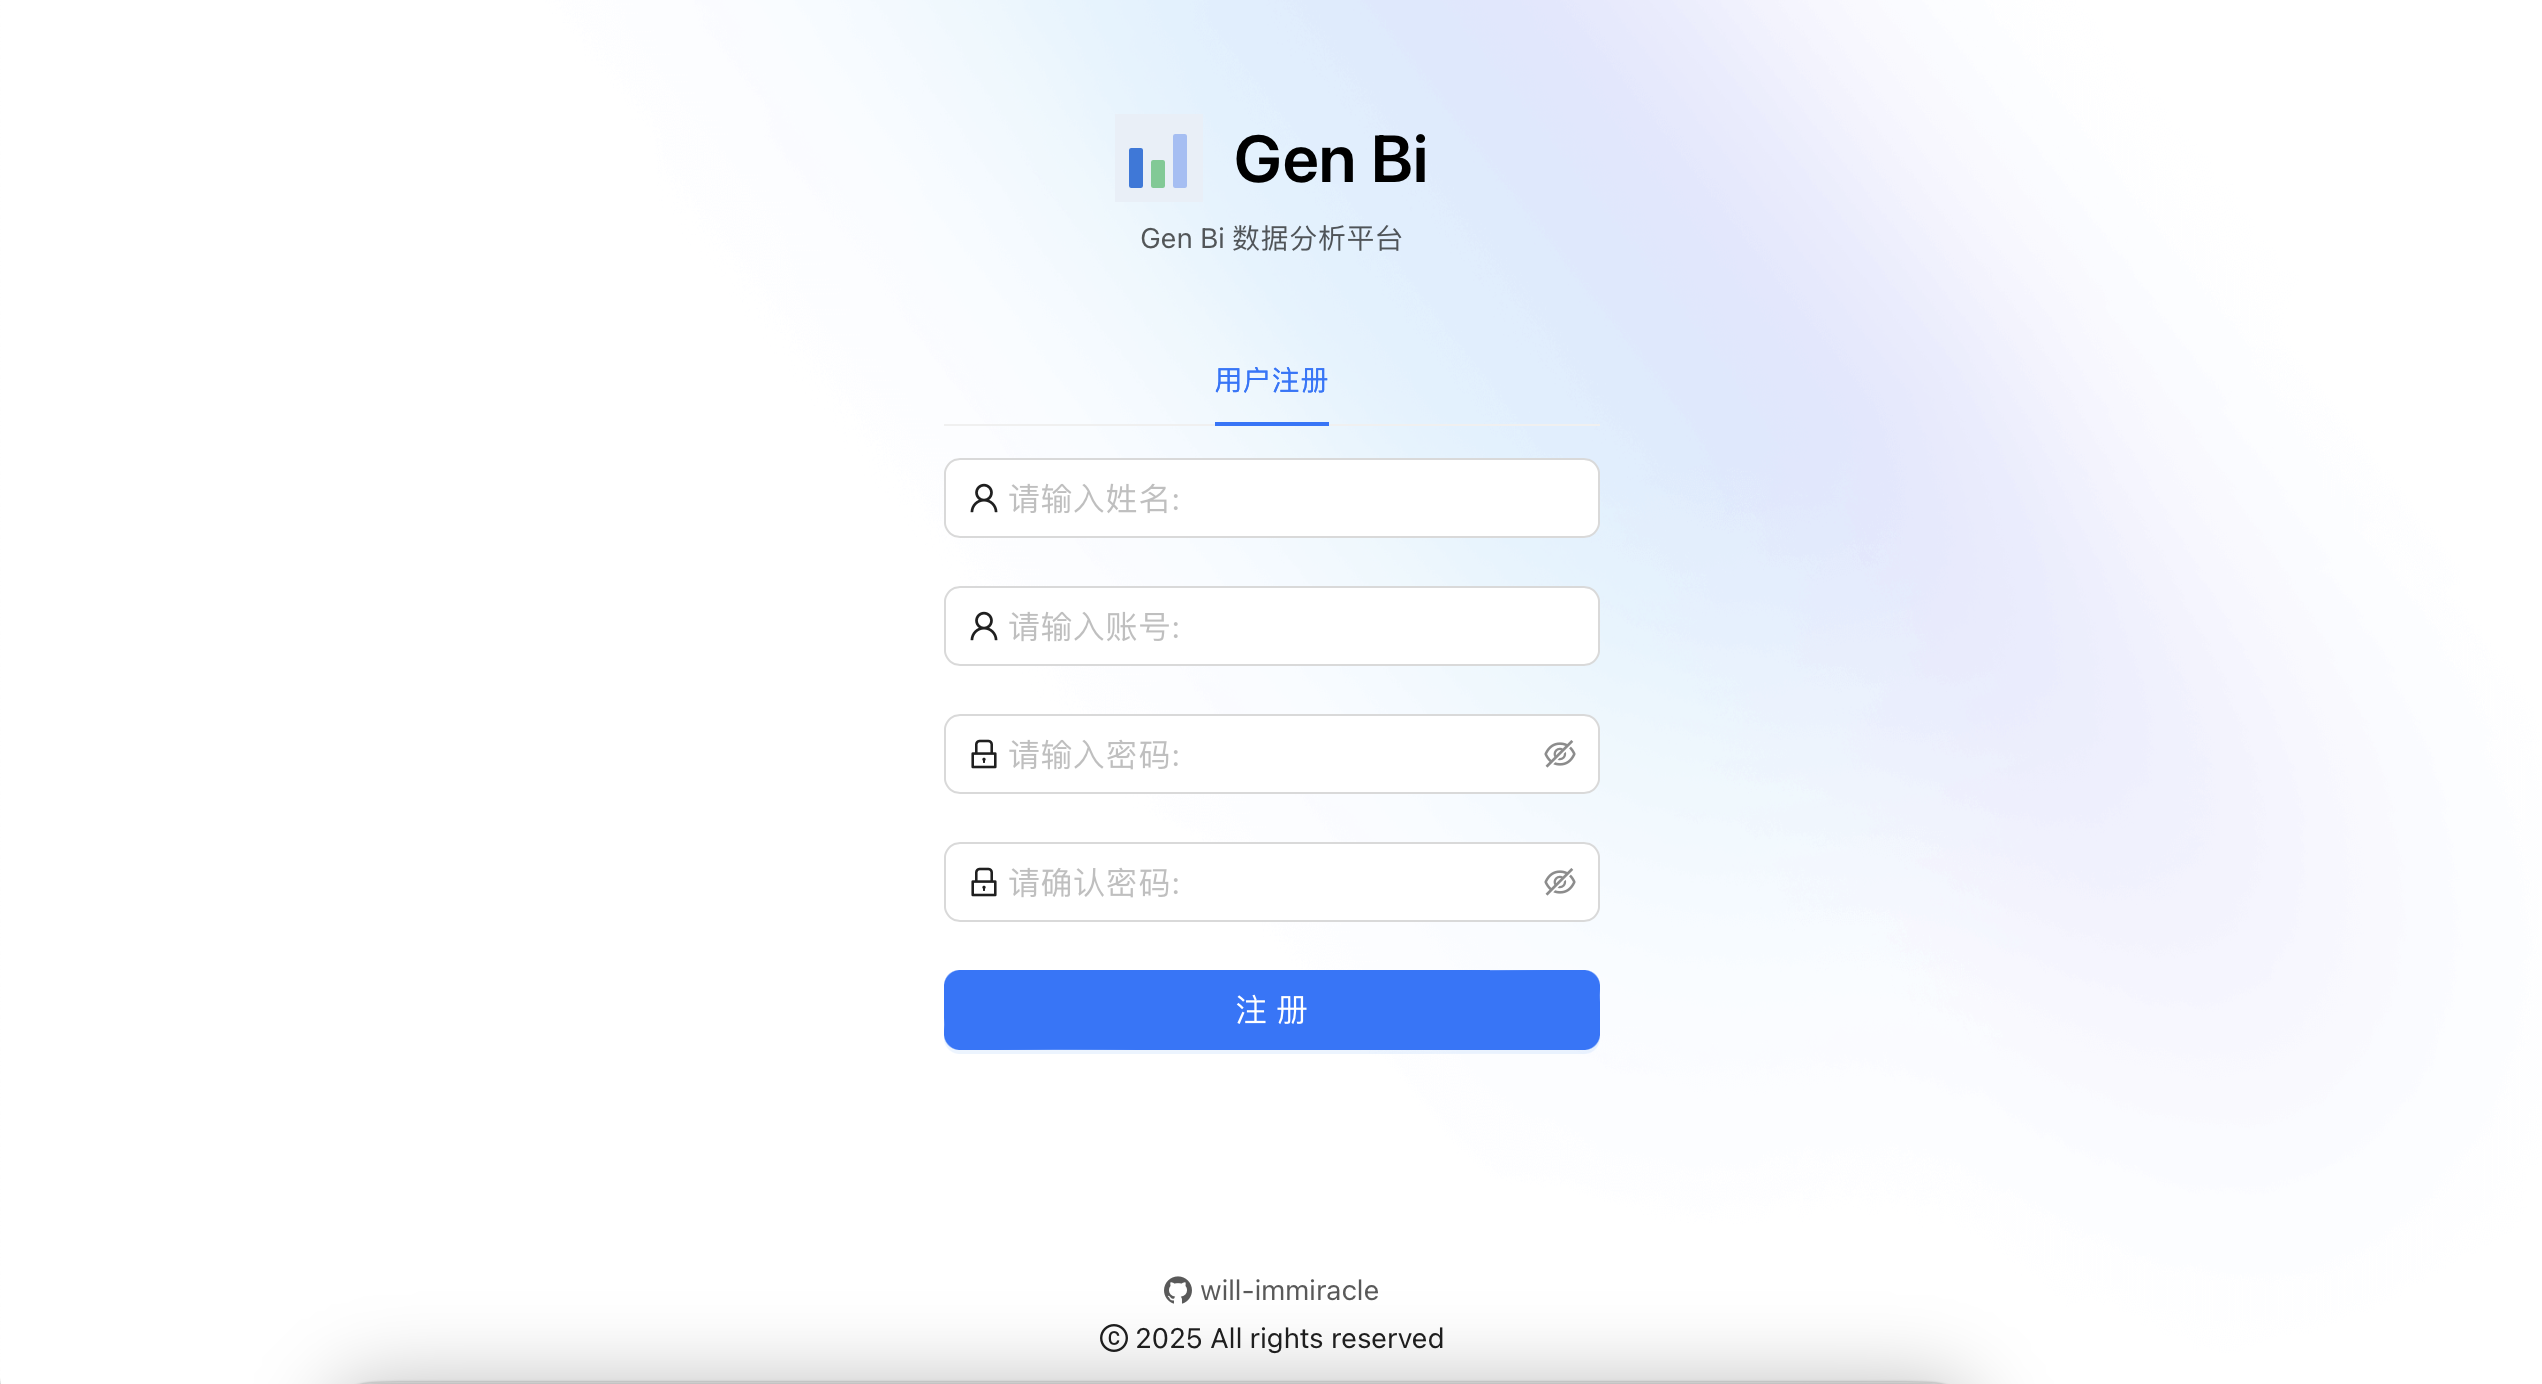 Gen Bi
Gen Bi 数据分析平台
用户注册
请输入姓名:
请输入账号:
请输入密码:
请确认密码:
注 册
will-immiracle
© 2025 All rights reserved